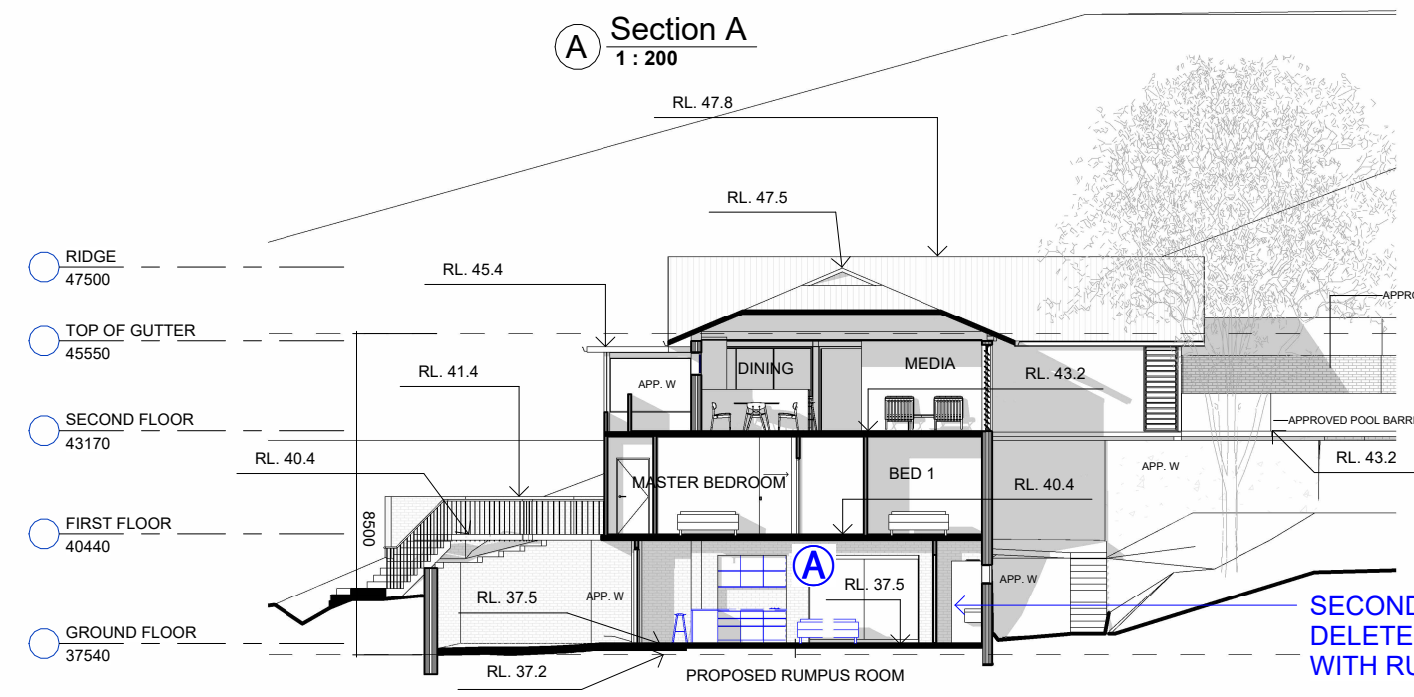 A
Section A
1 : 200
RL. 47.8
RL. 47.5
RIDGE
47500
RL. 45.4
APPRO
TOP OF GUTTER
45550
DINING
MEDIA
RL. 41.4
APP. W
RL. 43.2
SECOND FLOOR
43170
APPROVED POOL BARRI
RL. 40.4
RL. 43.2
APP. W
MASTER BEDROOM
BED 1
RL. 40.4
FIRST FLOOR
40440
8500
A
APP. W
RL. 37.5
RL. 37.5
APP. W
SECOND
DELETE
WITH RU
GROUND FLOOR
37540
RL. 37.2
PROPOSED RUMPUS ROOM